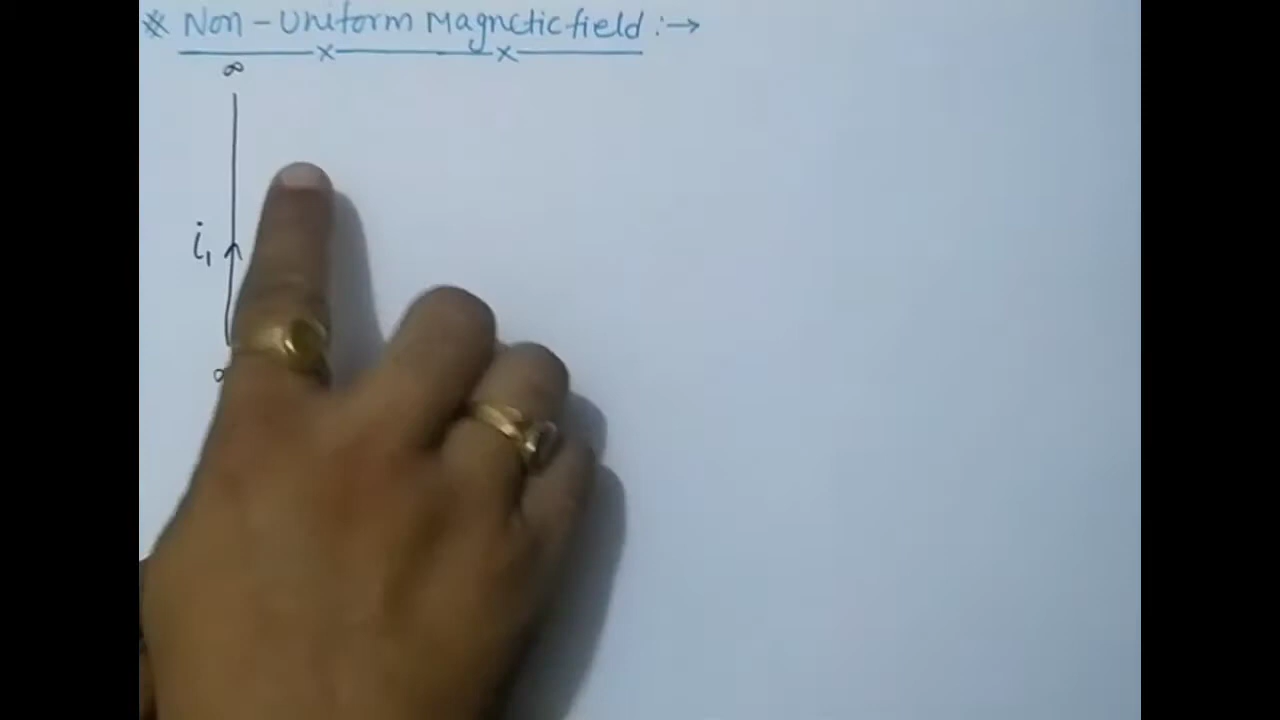 * Non-Uniform Magnetic field :→
∞
i₁